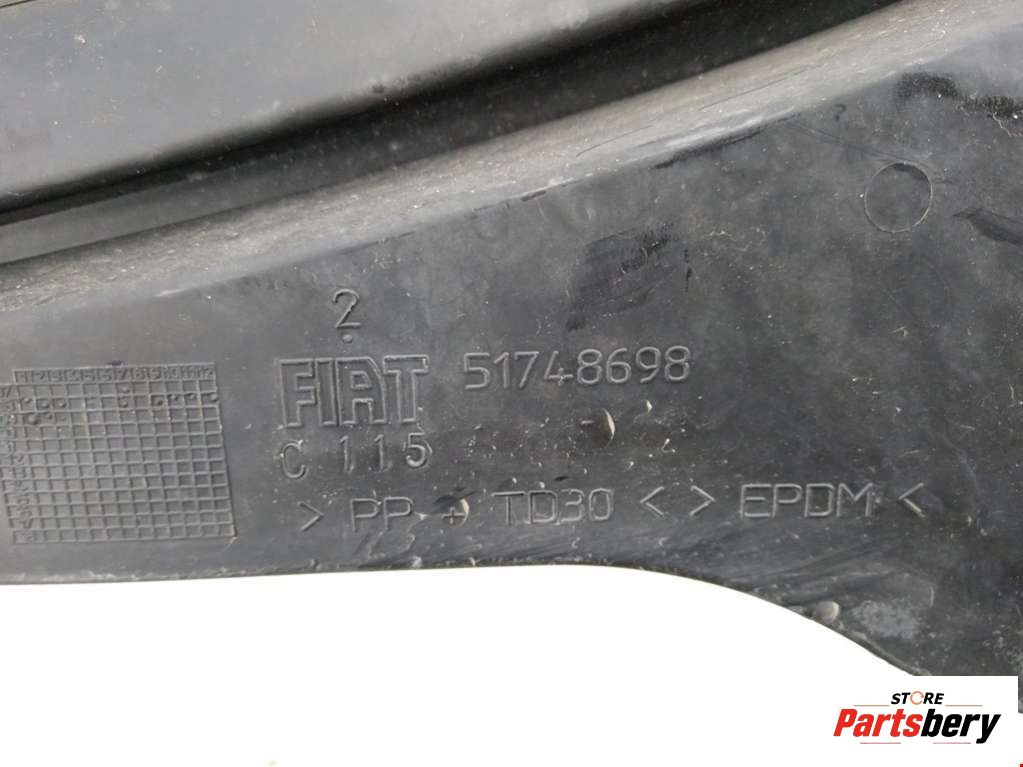 2
FIAT 51748698
C 115
> PP + TD30 < > EPDM <
STORE
Partsbery